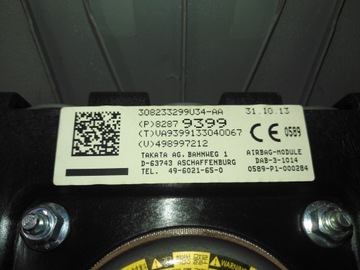 308233299U34-AA 31.10.13
(P)8287 9399
(T)VA9399133040067 CE 0589
(U)498997212
TAKATA AG. BAHNWEG 1 AIRBAG-MODULE
D-63743 ASCHAFFENBURG DAB-3-1014
TEL. 49-6021-65-0 0589-P1-000284